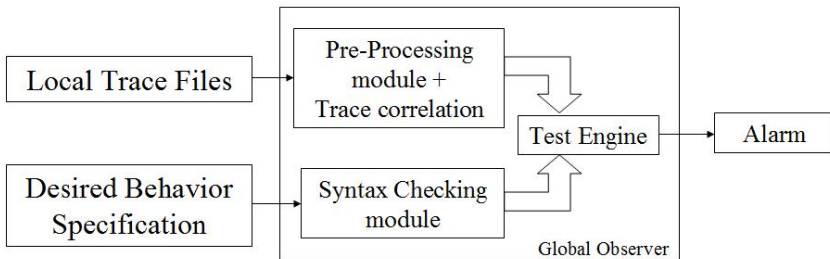 Local Trace Files
Pre-Processing
module +
Trace correlation
Test Engine
Alarm
Desired Behavior
Specification
Syntax Checking
module
Global Observer